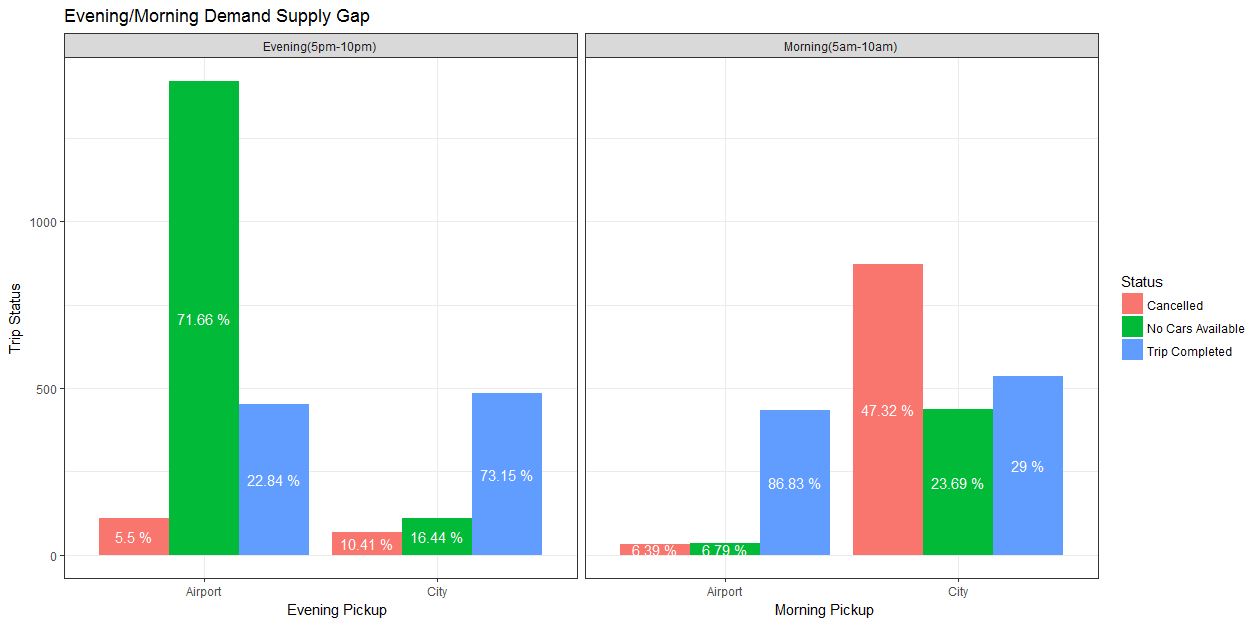 Evening/Morning Demand Supply Gap
Evening(5pm-10pm)
Morning(5am-10am)
Trip Status
1000
500
0
71.66 %
5.5 %
22.84 %
10.41 %
16.44 %
73.15 %
6.39 %
6.79 %
86.83 %
47.32 %
23.69 %
29 %
Airport
City
Airport
City
Evening Pickup
Morning Pickup
Status
Cancelled
No Cars Available
Trip Completed